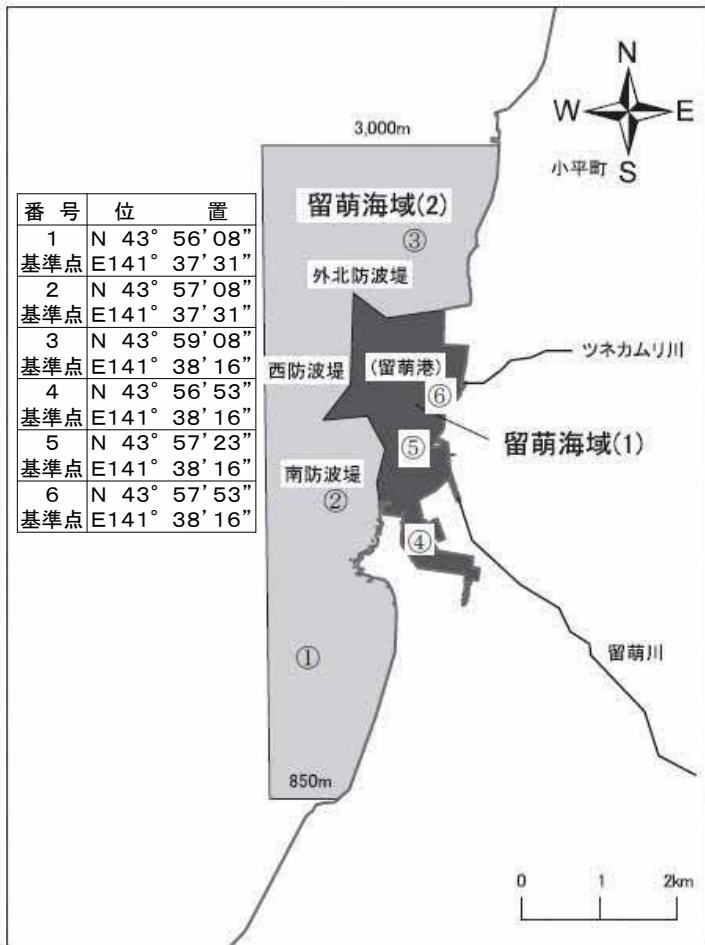 N
W E
S
3,000m
小平町
留萌海域(2)
③
外北防波堤
番 号 位 置
1 N 43° 56’08”
基準点 E141° 37’31”
2 N 43° 57’08”
基準点 E141° 37’31”
3 N 43° 59’08”
基準点 E141° 38’16”
4 N 43° 56’53”
基準点 E141° 38’16”
5 N 43° 57’23”
基準点 E141° 38’16”
6 N 43° 57’53”
基準点 E141° 38’16”
西防波堤
(留萌港)
ツネカムリ川
⑥
⑤
留萌海域(1)
南防波堤
②
④
①
留萌川
850m
0 1 2km